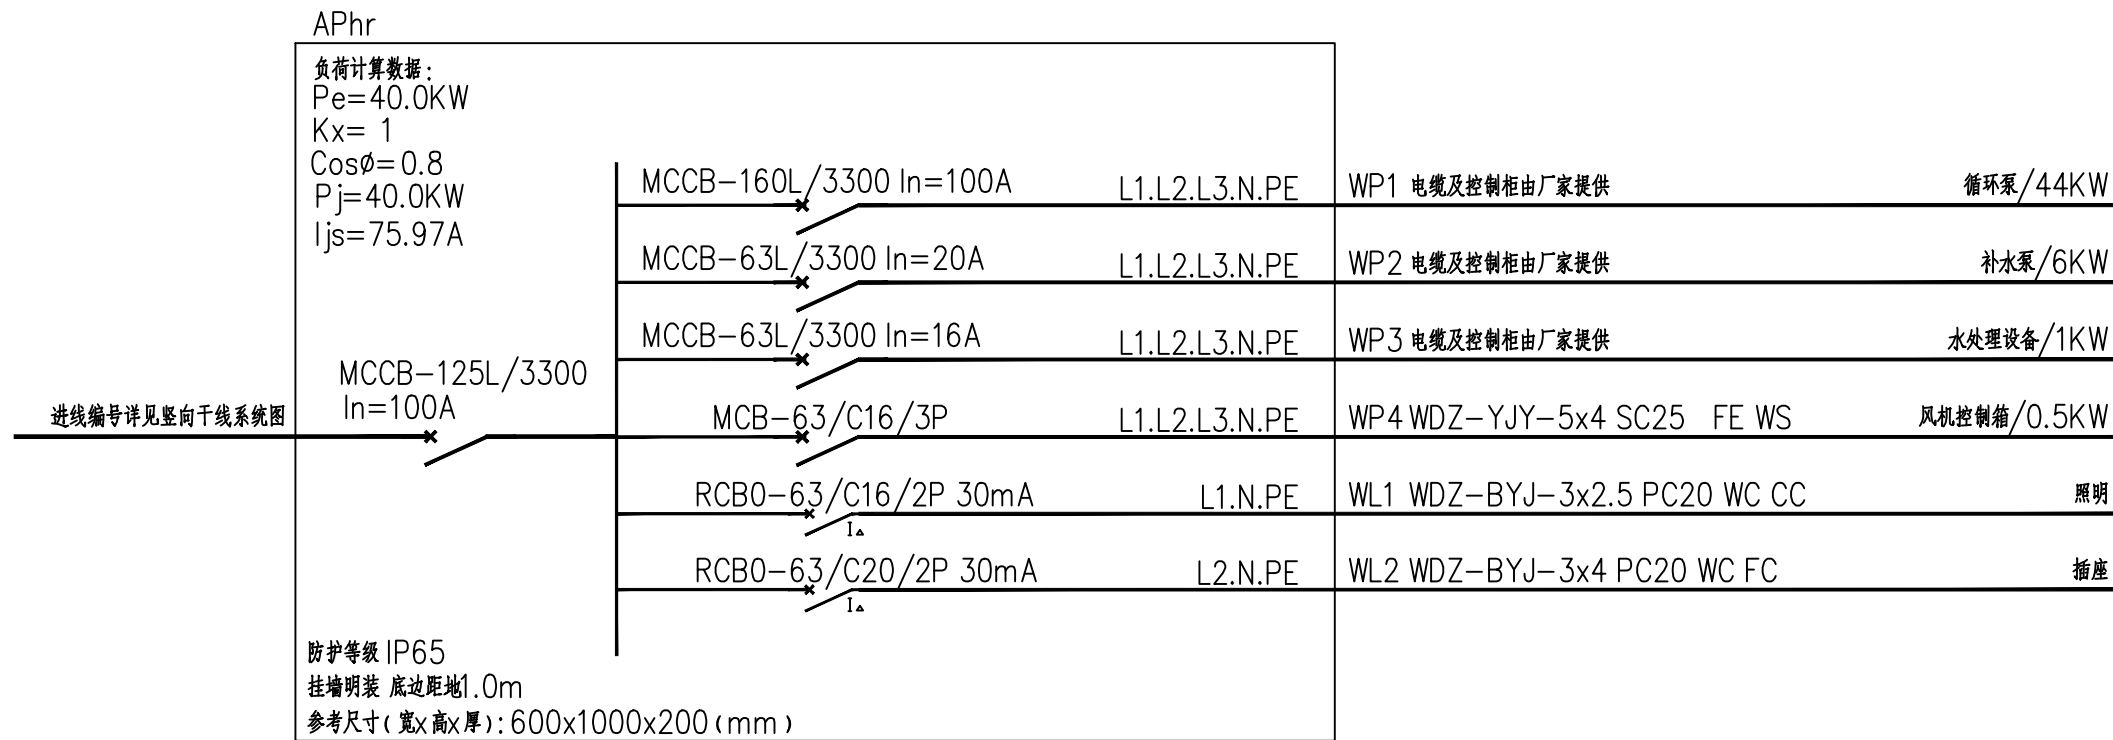 APhr
负荷计算数据:
Pe=40.0KW
Kx= 1
Cosø=0.8
Pj=40.0KW
Ijs=75.97A
MCCB-160L/3300 In=100A L1.L2.L3.N.PE WP1 电缆及控制柜由厂家提供 循环泵/44KW
MCCB-63L/3300 In=20A L1.L2.L3.N.PE WP2 电缆及控制柜由厂家提供 补水泵/6KW
MCCB-63L/3300 In=16A L1.L2.L3.N.PE WP3 电缆及控制柜由厂家提供 水处理设备/1KW
MCCB-125L/3300
In=100A
进线编号详见竖向干线系统图
MCB-63/C16/3P L1.L2.L3.N.PE WP4 WDZ-YJY-5x4 SC25 FE WS 风机控制箱/0.5KW
RCBO-63/C16/2P 30mA L1.N.PE WL1 WDZ-BYJ-3x2.5 PC20 WC CC 照明
I△
RCBO-63/C20/2P 30mA L2.N.PE WL2 WDZ-BYJ-3x4 PC20 WC FC 插座
I△
防护等级 IP65
挂墙明装 底边距地1.0m
参考尺寸(宽x高x厚):600x1000x200(mm)